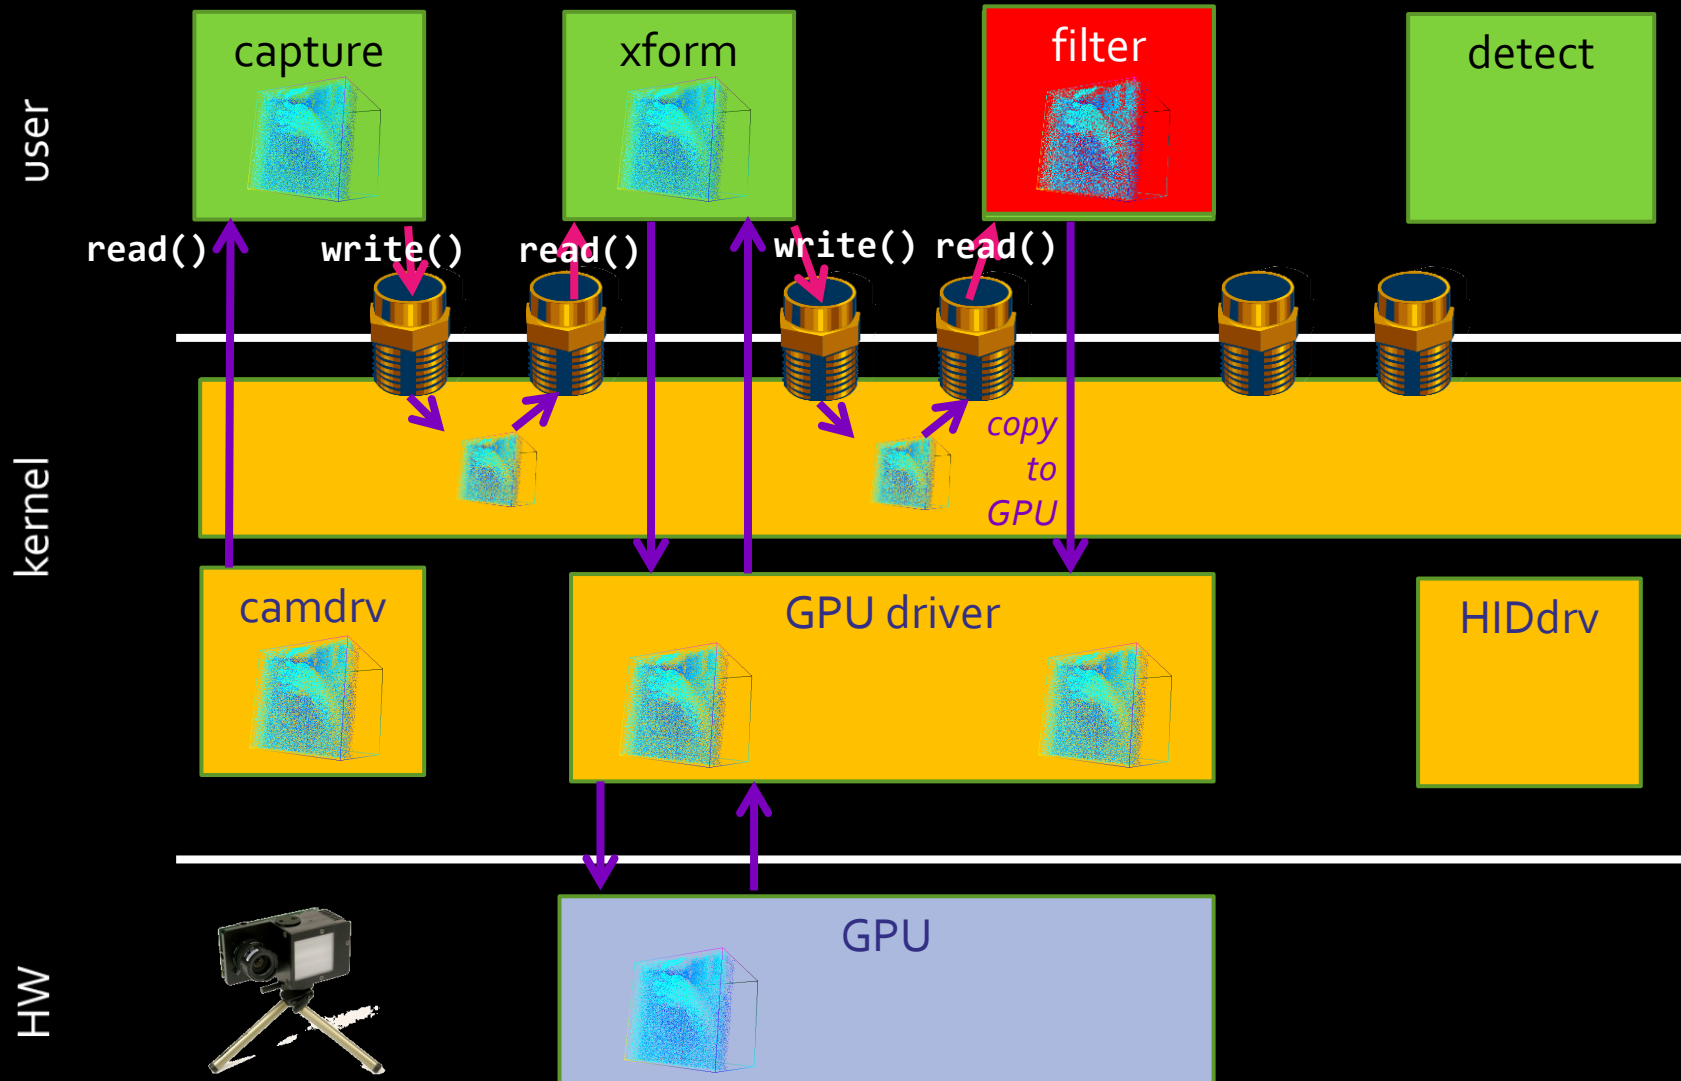 user
capture
xform
filter
detect
read()
write()
read()
write()
read()
kernel
copy
to
GPU
camdrv
GPU driver
HIDdrv
HW
GPU